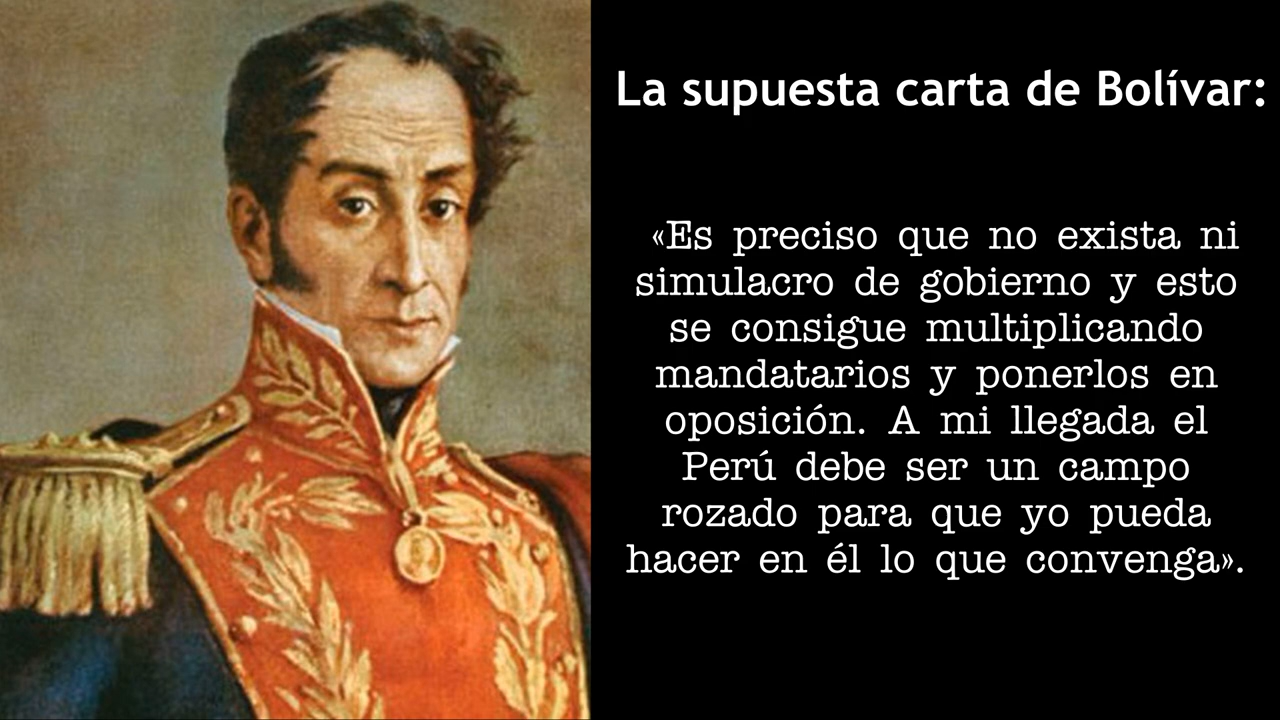 La supuesta carta de Bolívar:
«Es preciso que no exista ni
simulacro de gobierno y esto
se consigue multiplicando
mandatarios y ponerlos en
oposición. A mi llegada el
Perú debe ser un campo
rozado para que yo pueda
hacer en él lo que convenga».